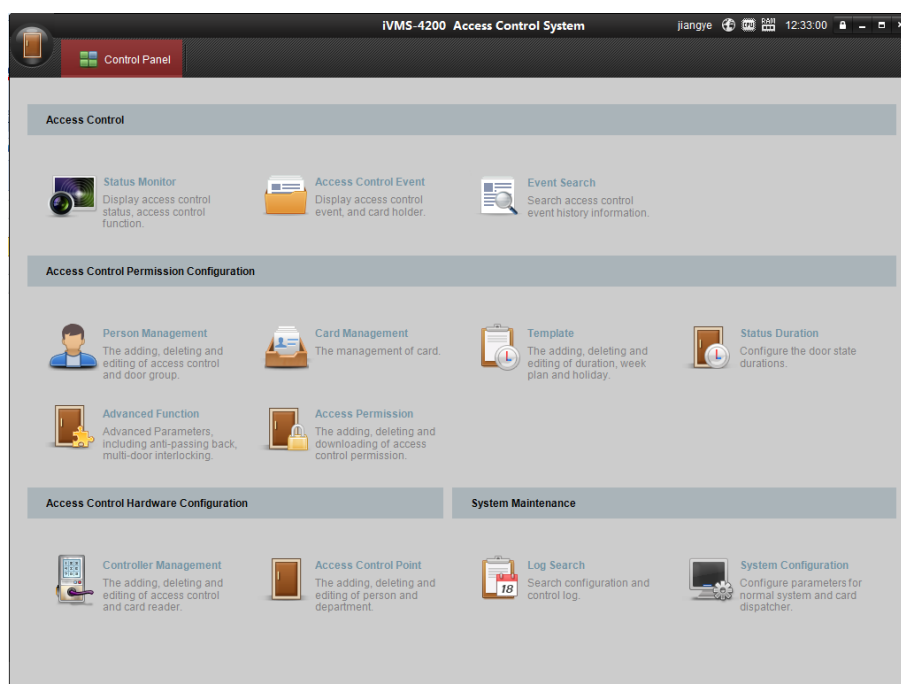 iVMS-4200 Access Control System
jiangye
CPU
RAM
12:33:00
Control Panel
Access Control
Status Monitor
Display access control
status, access control
function.
Access Control Event
Display access control
event, and card holder.
Event Search
Search access control
event history information.
Access Control Permission Configuration
Person Management
The adding, deleting and
editing of access control
and door group.
Card Management
The management of card.
Template
The adding, deleting and
editing of duration, week
plan and holiday.
Status Duration
Configure the door state
durations.
Advanced Function
Advanced Parameters,
including anti-passing back,
multi-door interlocking.
Access Permission
The adding, deleting and
downloading of access
control permission.
Access Control Hardware Configuration
Controller Management
The adding, deleting and
editing of access control
and card reader.
Access Control Point
The adding, deleting and
editing of person and
department.
System Maintenance
Log Search
Search configuration and
control log.
18
System Configuration
Configure parameters for
normal system and card
dispatcher.